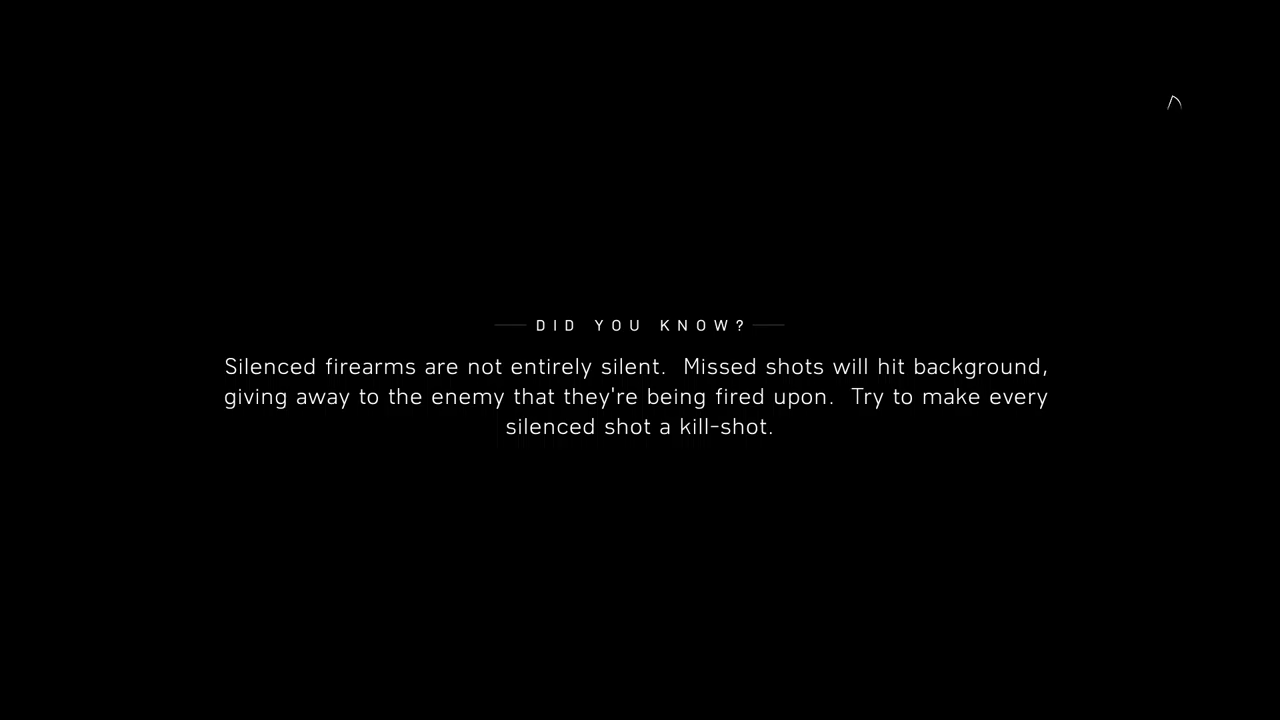 DID YOU KNOW?
Silenced firearms are not entirely silent.  Missed shots will hit background,
giving away to the enemy that they're being fired upon.  Try to make every
silenced shot a kill-shot.